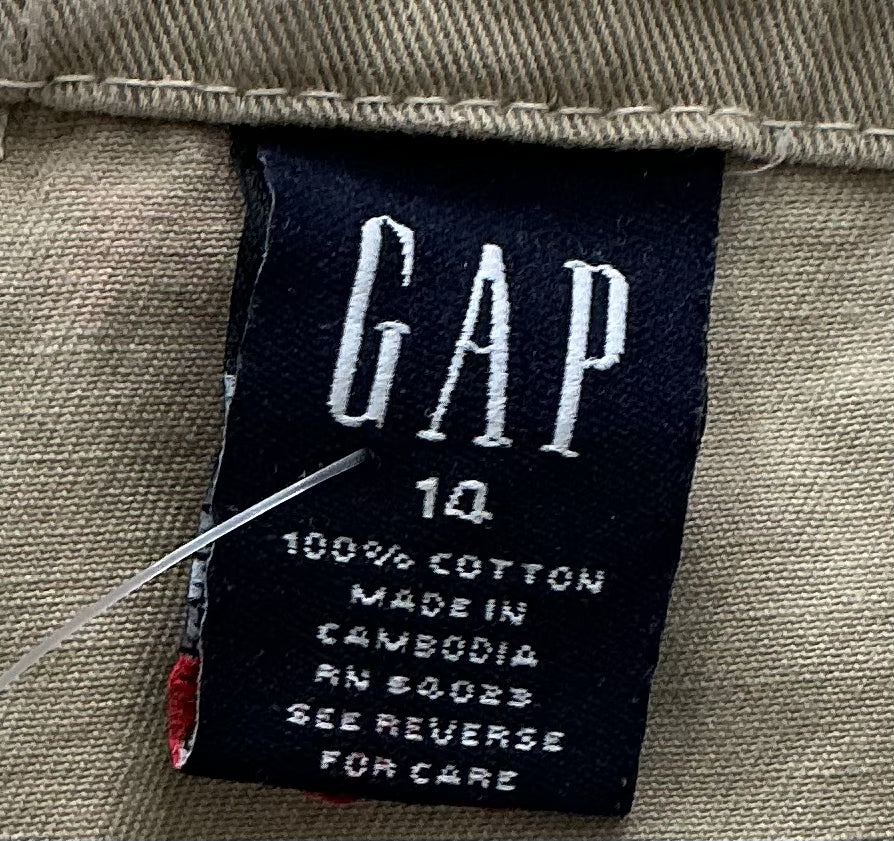 GAP
14
100% COTTON
MADE IN
CAMBODIA
RN 54023
SEE REVERSE
FOR CARE